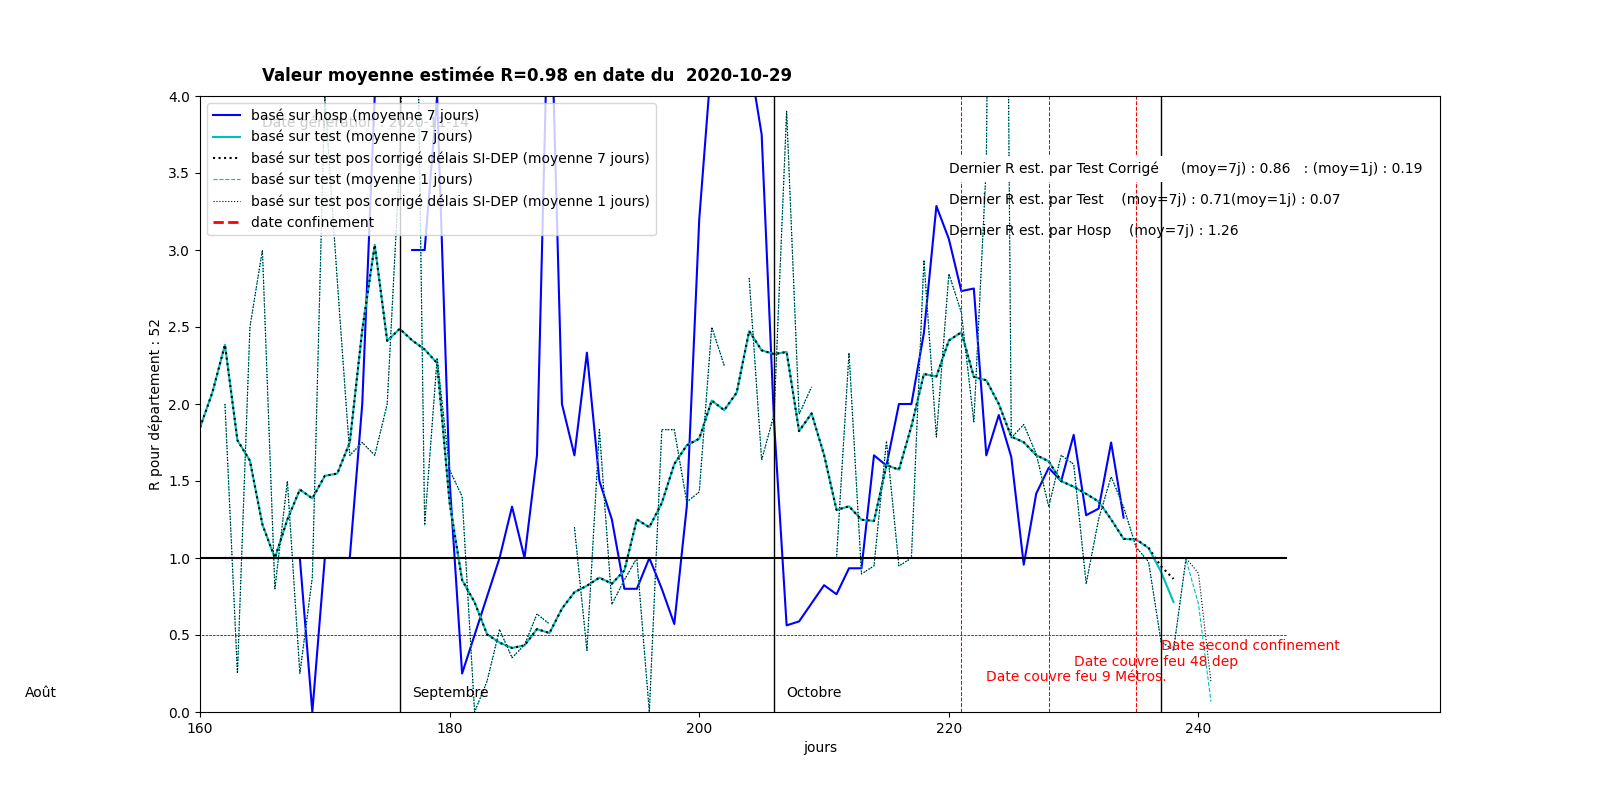 Valeur moyenne estimée R=0.98 en date du  2020-10-29
4.0
3.5
3.0
2.5
2.0
1.5
1.0
0.5
0.0
R pour département : 52
basé sur hosp (moyenne 7 jours)
basé sur test (moyenne 7 jours)
basé sur test pos corrigé délais SI-DEP (moyenne 7 jours)
basé sur test (moyenne 1 jours)
basé sur test pos corrigé délais SI-DEP (moyenne 1 jours)
date confinement
Dernier R est. par Test Corrigé (moy=7j) : 0.86 : (moy=1j) : 0.19
Dernier R est. par Test (moy=7j) : 0.71(moy=1j) : 0.07
Dernier R est. par Hosp (moy=7j) : 1.26
Date second confinement
Date couvre feu 48 dep
Date couvre feu 9 Métros.
Août
Septembre
Octobre
160
180
200
220
240
jours